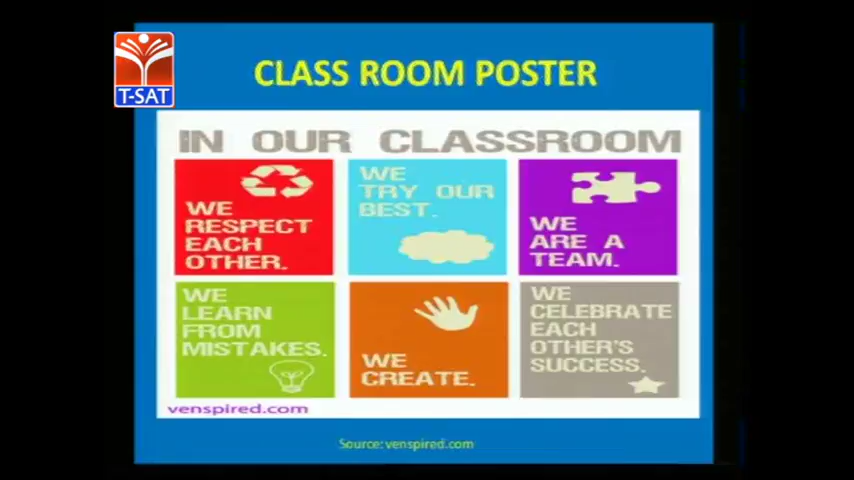 T-SAT
CLASS ROOM POSTER
IN OUR CLASSROOM
WE
RESPECT
EACH
OTHER.
WE
TRY OUR
BEST.
WE
ARE A
TEAM.
WE
LEARN
FROM
MISTAKES.
WE
CREATE.
WE
CELEBRATE
EACH
OTHER'S
SUCCESS.
venspired.com
Source: venspired.com